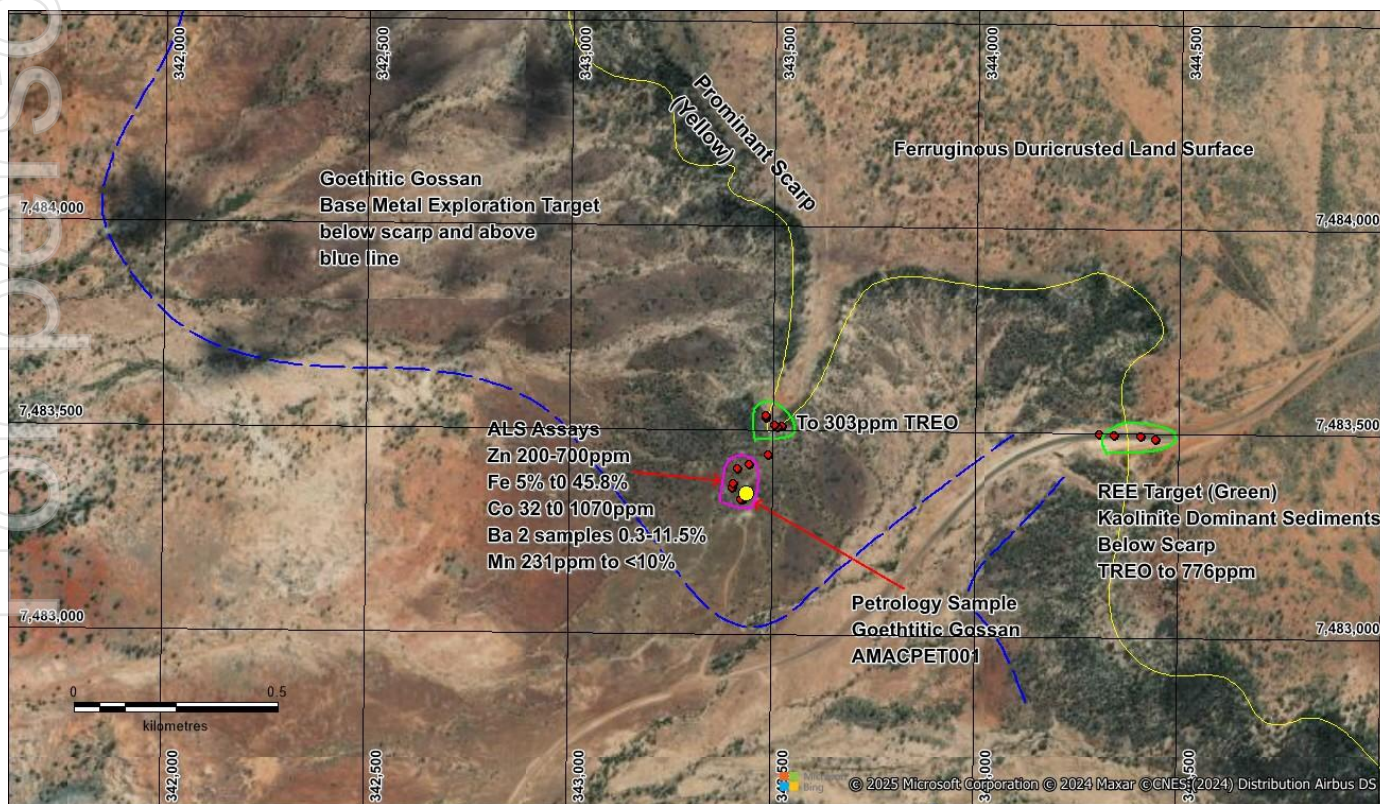 342,000
342,500
343,000
343,500
344,000
344,500
Prominant Scarp
(Yellow)
Ferruginous Duricrusted Land Surface
Goethitic Gossan
Base Metal Exploration Target
below scarp and above
blue line
7,484,000
7,484,000
7,483,500
7,483,500
To 303ppm TREO
ALS Assays
Zn 200-700ppm
Fe 5% t0 45.8%
Co 32 t0 1070ppm
Ba 2 samples 0.3-11.5%
Mn 231ppm to <10%
REE Target (Green)
Kaolinite Dominant Sediments
Below Scarp
TREO to 776ppm
Petrology Sample
Goethtitic Gossan
AMACPET001
7,483,000
7,483,000
0 0.5
kilometres
342,000
342,500
343,000
344,000
344,500
Bing
© 2025 Microsoft Corporation © 2024 Maxar ©CNES (2024) Distribution Airbus DS